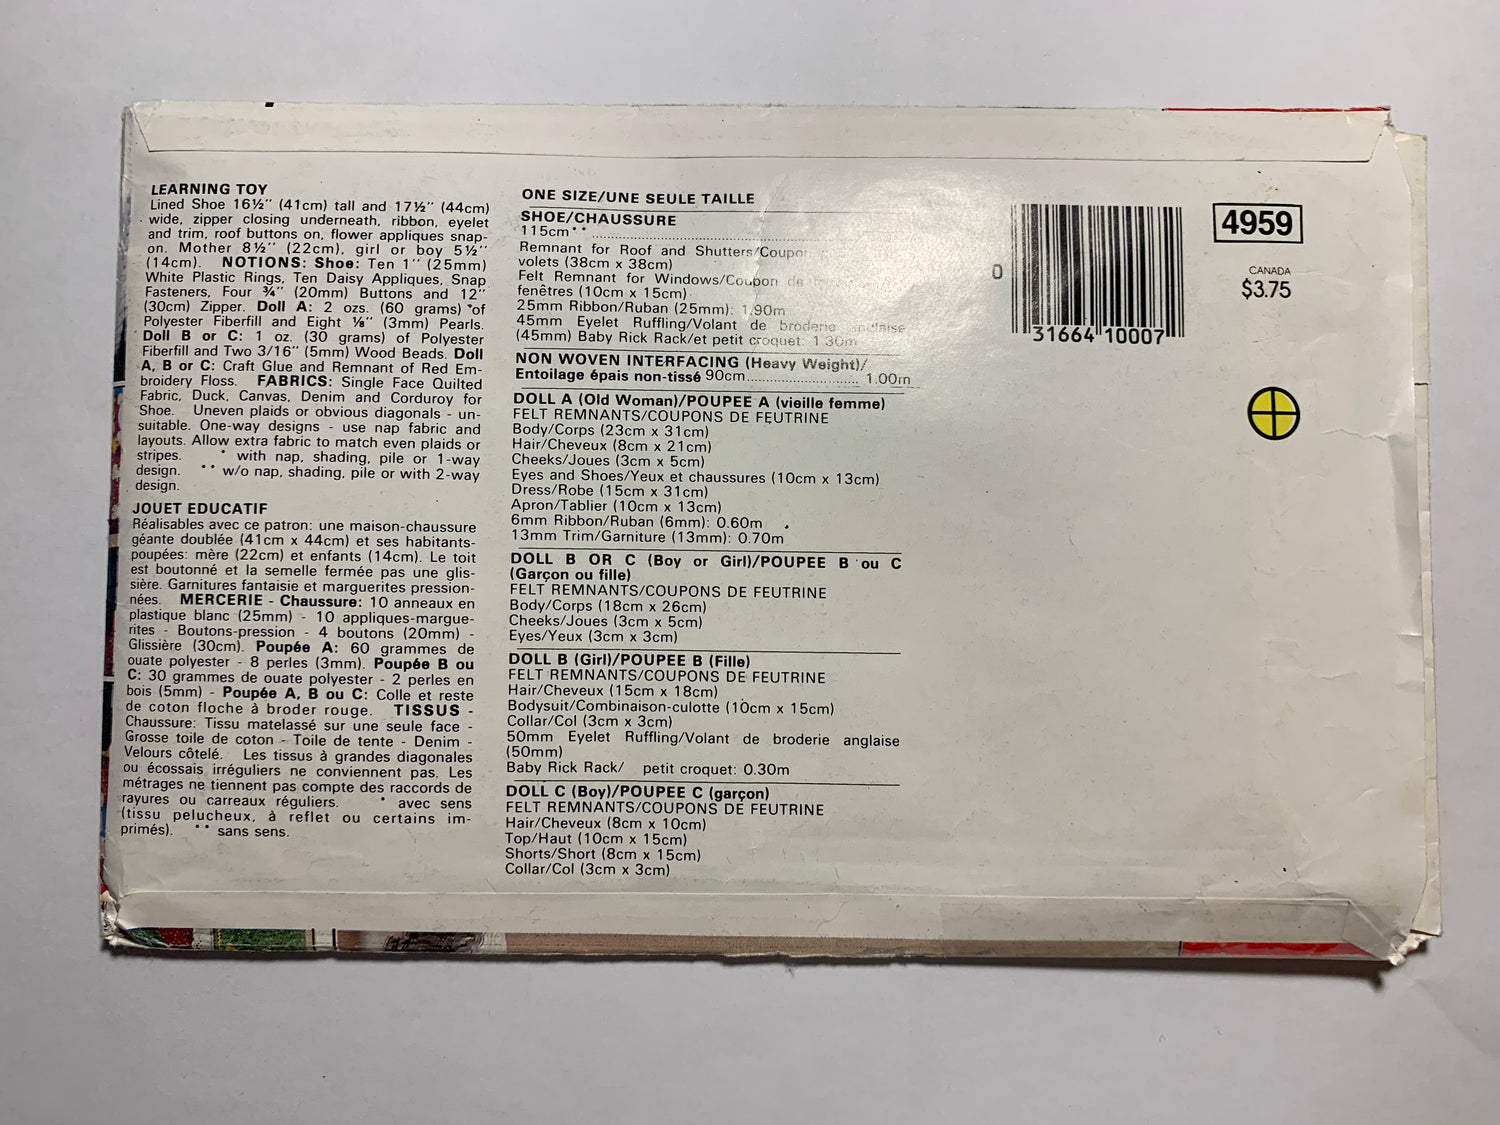 LEARNING TOY
Lined Shoe 16½" (41cm) tall and 17½" (44cm)
wide, zipper closing underneath, ribbon, eyelet
and trim, roof buttons on, flower appliques snap-
on. Mother 8½" (22cm), girl or boy 5½"
(14cm). NOTIONS: Shoe: Ten 1" (25mm)
White Plastic Rings, Ten Daisy Appliques, Snap
Fasteners, Four ¾" (20mm) Buttons and 12"
(30cm) Zipper. Doll A: 2 ozs. (60 grams) of
Polyester Fiberfill and Eight ⅛" (3mm) Pearls.
Doll B or C: 1 oz. (30 grams) of Polyester
Fiberfill and Two 3/16" (5mm) Wood Beads. Doll
A, B or C: Craft Glue and Remnant of Red Em-
broidery Floss. FABRICS: Single Face Quilted
Fabric, Duck, Canvas, Denim and Corduroy for
Shoe. Uneven plaids or obvious diagonals - un-
suitable. One-way designs - use nap fabric and
layouts. Allow extra fabric to match even plaids or
stripes. * with nap, shading, pile or 1-way
design. ** w/o nap, shading, pile or with 2-way
design.
JOUET EDUCATIF
Réalisables avec ce patron: une maison-chaussure
géante doublée (41cm x 44cm) et ses habitants-
poupées: mère (22cm) et enfants (14cm). Le toit
est boutonné et la semelle fermée pas une glis-
sière. Garnitures fantaisie et marguerites pression-
nées. MERCERIE - Chaussure: 10 anneaux en
plastique blanc (25mm) - 10 appliques-margue-
rites - Boutons-pression - 4 boutons (20mm) -
Glissière (30cm). Poupée A: 60 grammes de
ouate polyester - 8 perles (3mm). Poupée B ou
C: 30 grammes de ouate polyester - 2 perles en
bois (5mm) - Poupée A, B ou C: Colle et reste
de coton floche à broder rouge. TISSUS -
Chaussure: Tissu matelassé sur une seule face -
Grosse toile de coton - Toile de tente - Denim -
Velours côtelé. Les tissus à grandes diagonales
ou écossais irréguliers ne conviennent pas. Les
métrages ne tiennent pas compte des raccords de
rayures ou carreaux réguliers. * avec sens
(tissu pelucheux, à reflet ou certains im-
primés). ** sans sens.
ONE SIZE/UNE SEULE TAILLE
SHOE/CHAUSSURE
115cm**
Remnant for Roof and Shutters/Coupon
volets (38cm x 38cm)
Felt Remnant for Windows/Coupon de
fenêtres (10cm x 15cm)
25mm Ribbon/Ruban (25mm): 1.90m
45mm Eyelet Ruffling/Volant de broderie anglaise
(45mm) Baby Rick Rack/et petit croquet: 1.30m
NON WOVEN INTERFACING (Heavy Weight)/
Entoilage épais non-tissé 90cm............................ 1.00m
DOLL A (Old Woman)/POUPEE A (vieille femme)
FELT REMNANTS/COUPONS DE FEUTRINE
Body/Corps (23cm x 31cm)
Hair/Cheveux (8cm x 21cm)
Cheeks/Joues (3cm x 5cm)
Eyes and Shoes/Yeux et chaussures (10cm x 13cm)
Dress/Robe (15cm x 31cm)
Apron/Tablier (10cm x 13cm)
6mm Ribbon/Ruban (6mm): 0.60m
13mm Trim/Garniture (13mm): 0.70m
DOLL B OR C (Boy or Girl)/POUPEE B ou C
(Garçon ou fille)
FELT REMNANTS/COUPONS DE FEUTRINE
Body/Corps (18cm x 26cm)
Cheeks/Joues (3cm x 5cm)
Eyes/Yeux (3cm x 3cm)
DOLL B (Girl)/POUPEE B (Fille)
FELT REMNANTS/COUPONS DE FEUTRINE
Hair/Cheveux (15cm x 18cm)
Bodysuit/Combinaison-culotte (10cm x 15cm)
Collar/Col (3cm x 3cm)
50mm Eyelet Ruffling/Volant de broderie anglaise
(50mm)
Baby Rick Rack/ petit croquet: 0.30m
DOLL C (Boy)/POUPEE C (garçon)
FELT REMNANTS/COUPONS DE FEUTRINE
Hair/Cheveux (8cm x 10cm)
Top/Haut (10cm x 15cm)
Shorts/Short (8cm x 15cm)
Collar/Col (3cm x 3cm)
0 31664 10007
4959
CANADA
$3.75